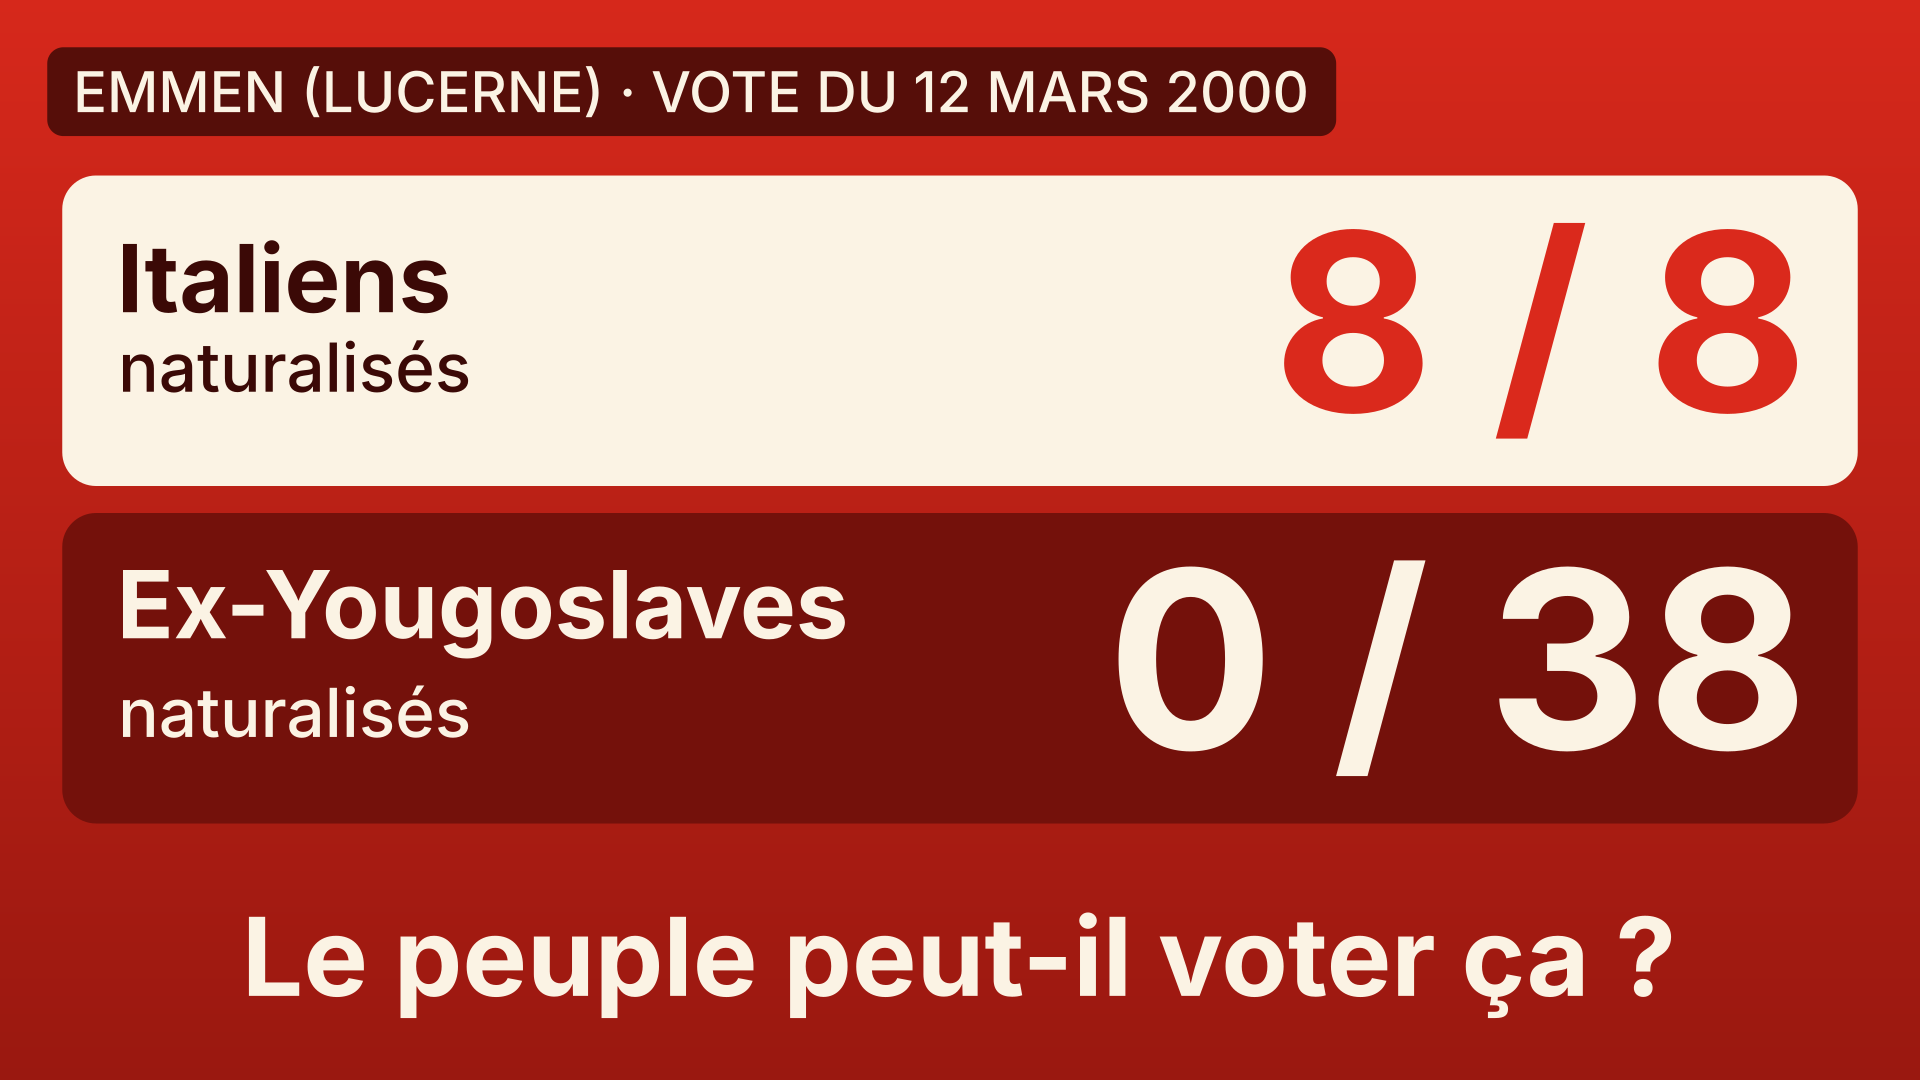 EMMEN (LUCERNE) · VOTE DU 12 MARS 2000
Italiens
naturalisés
8 / 8
Ex-Yougoslaves
naturalisés
0 / 38
Le peuple peut-il voter ça ?